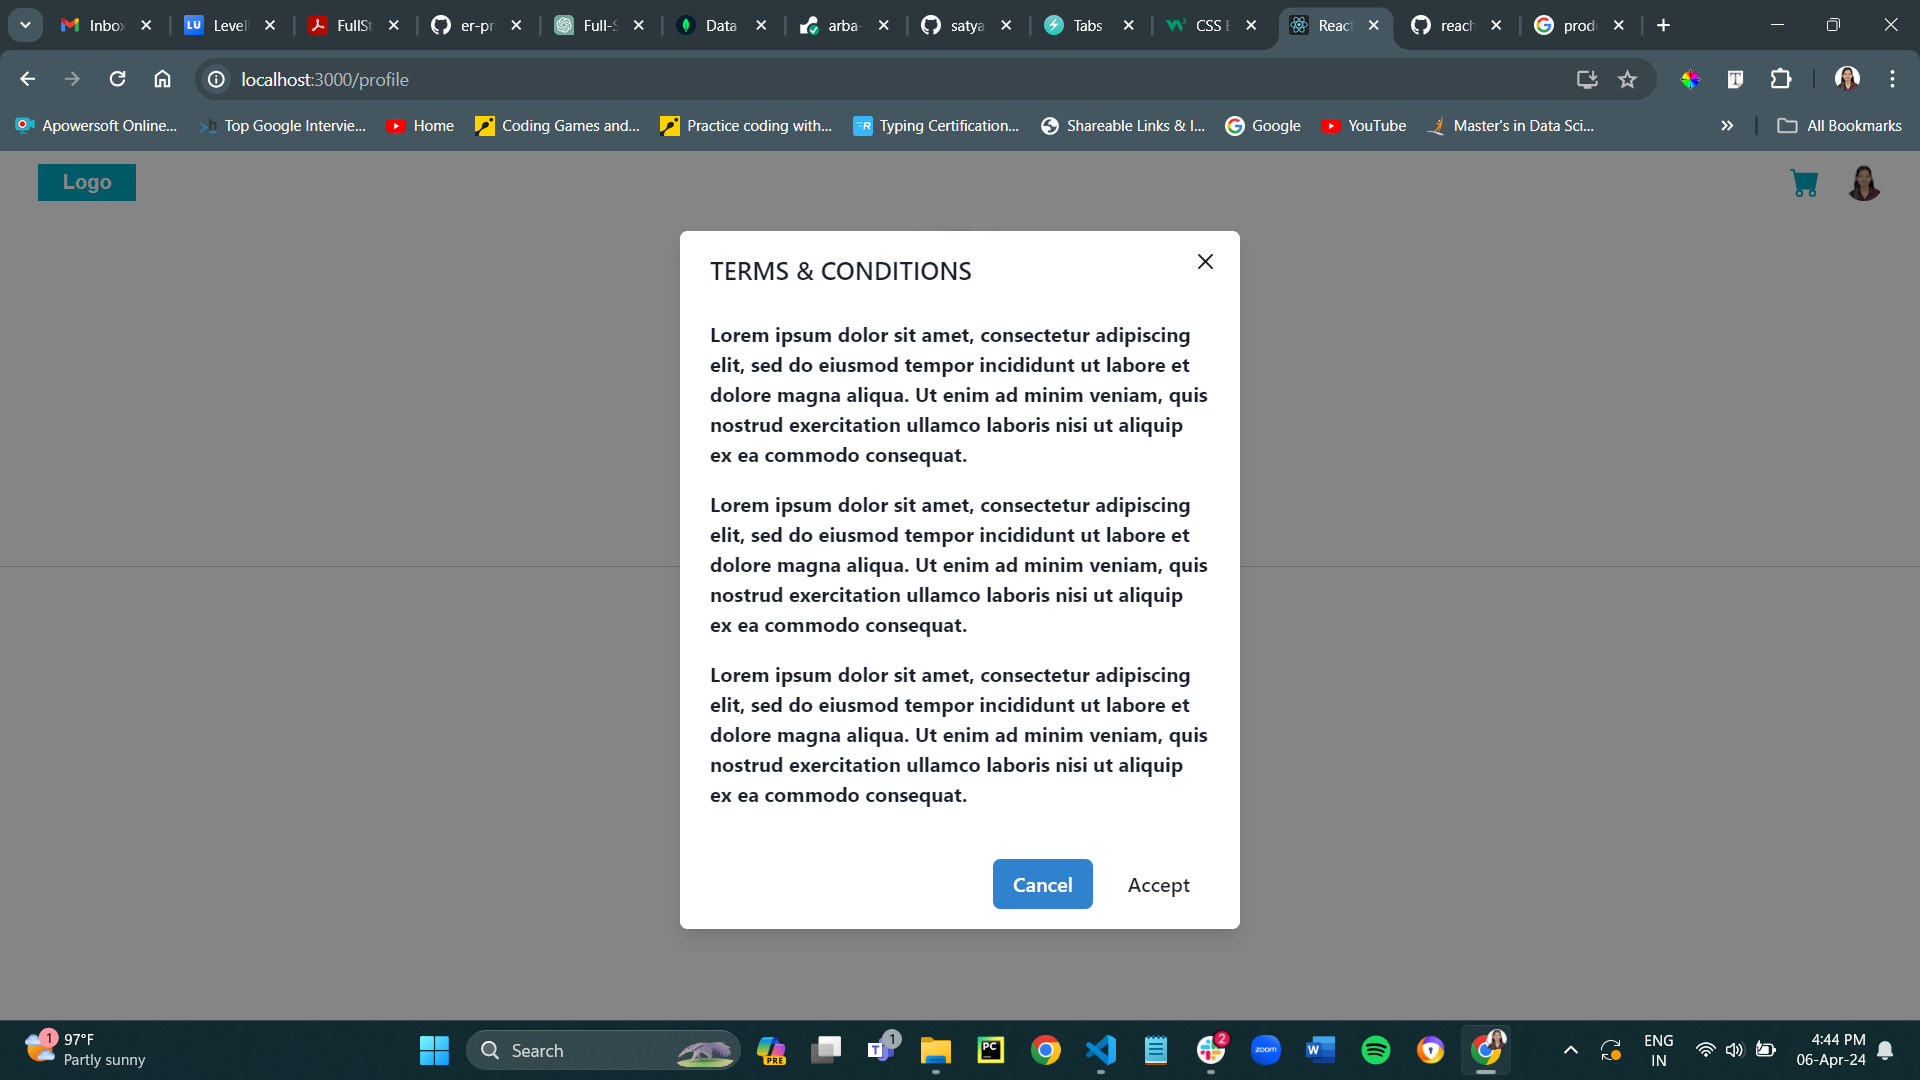 Inbox
Level
FullSt
er-pr
Full-S
Data
arba-
satya
Tabs
CSS E
React
reach
produ
localhost:3000/profile
Apowersoft Online...
Top Google Intervie...
Home
Coding Games and...
Practice coding with...
Typing Certification...
Shareable Links & I...
Google
YouTube
Master's in Data Sci...
All Bookmarks
Logo
TERMS & CONDITIONS
Lorem ipsum dolor sit amet, consectetur adipiscing
elit, sed do eiusmod tempor incididunt ut labore et
dolore magna aliqua. Ut enim ad minim veniam, quis
nostrud exercitation ullamco laboris nisi ut aliquip
ex ea commodo consequat.
Lorem ipsum dolor sit amet, consectetur adipiscing
elit, sed do eiusmod tempor incididunt ut labore et
dolore magna aliqua. Ut enim ad minim veniam, quis
nostrud exercitation ullamco laboris nisi ut aliquip
ex ea commodo consequat.
Lorem ipsum dolor sit amet, consectetur adipiscing
elit, sed do eiusmod tempor incididunt ut labore et
dolore magna aliqua. Ut enim ad minim veniam, quis
nostrud exercitation ullamco laboris nisi ut aliquip
ex ea commodo consequat.
Cancel Accept
1
97°F
Partly sunny
Search
PRE
1
PC
2
zoom
W
ENG
IN
4:44 PM
06-Apr-24